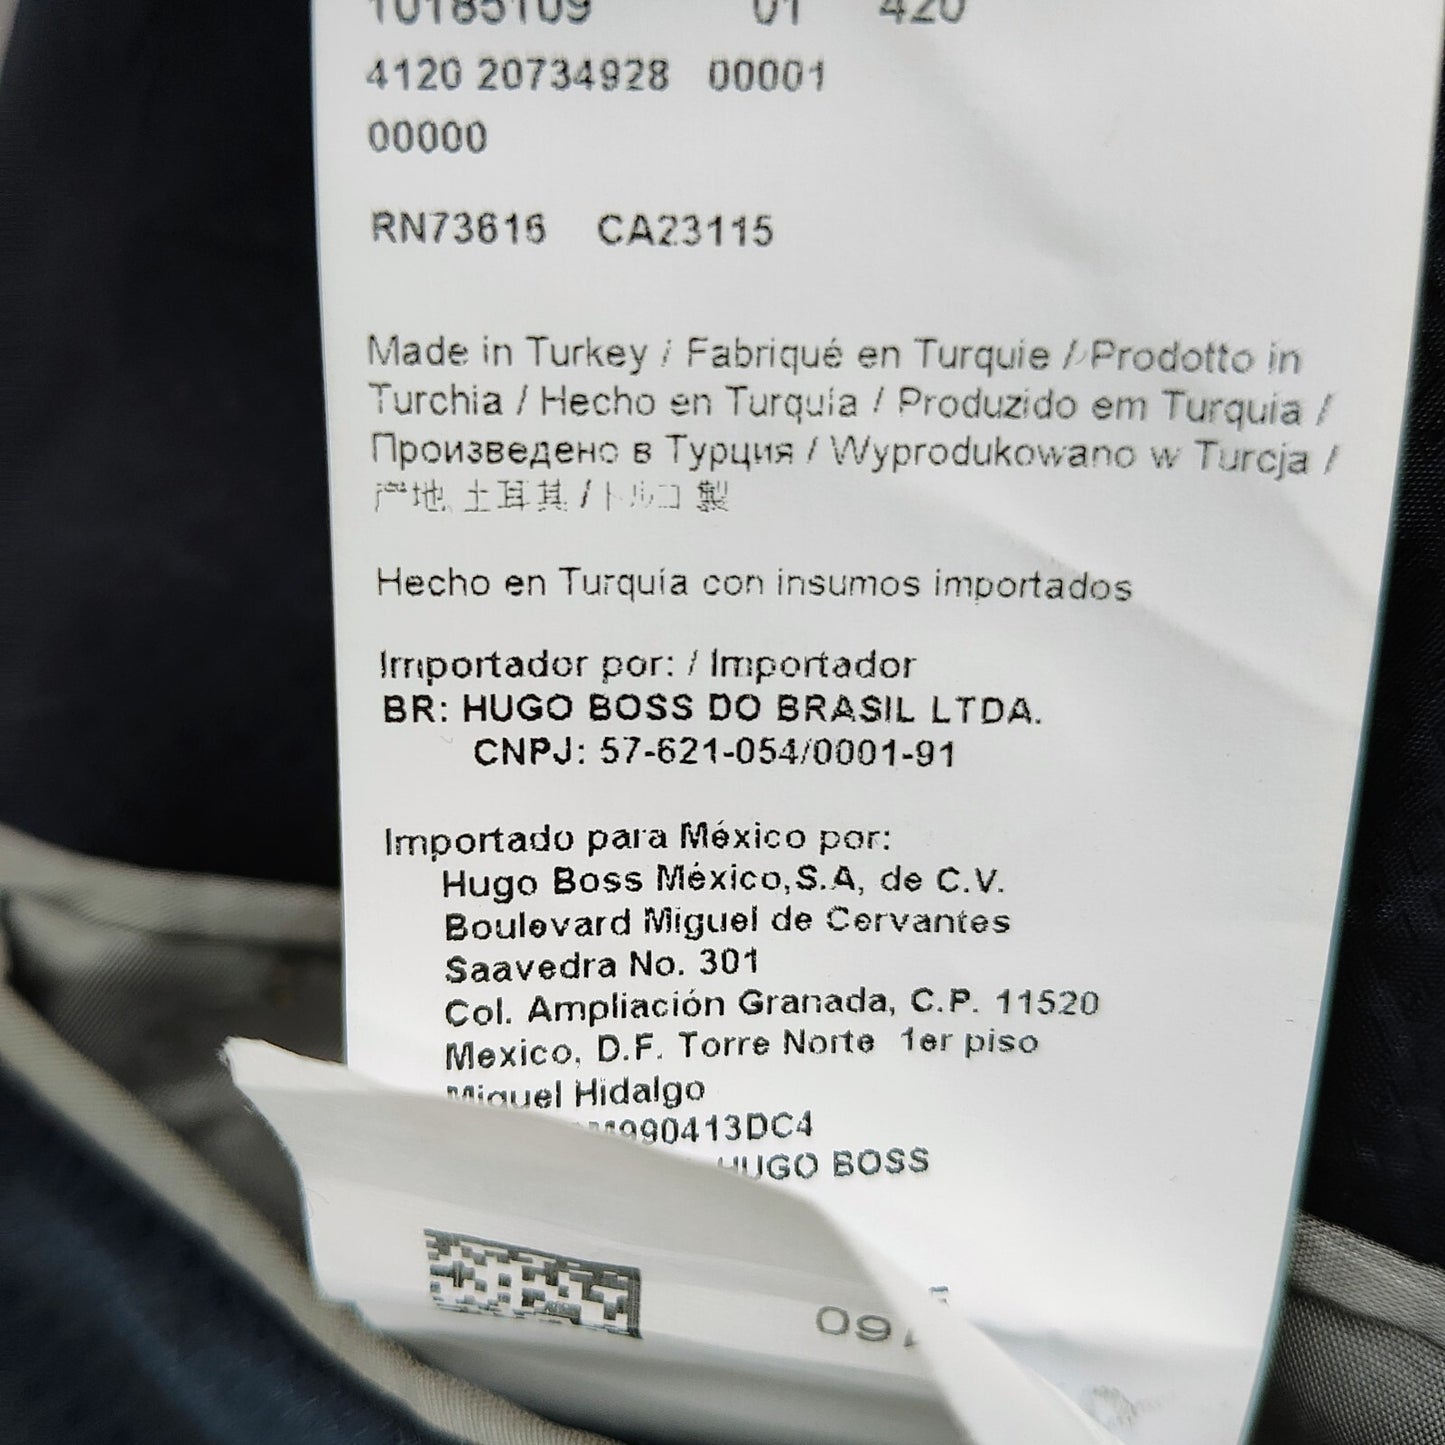 10185109 01 420
4120 20734928 00001
00000
RN73616 CA23115
Made in Turkey / Fabriqué en Turquie / Prodotto in
Turchia / Hecho en Turquía / Produzido em Turquia /
Произведено в Турция / Wyprodukowano w Turcja /
产地 土耳其 / トルコ製
Hecho en Turquía con insumos importados
Importador por: / Importador
BR: HUGO BOSS DO BRASIL LTDA.
CNPJ: 57-621-054/0001-91
Importado para México por:
Hugo Boss México,S.A, de C.V.
Boulevard Miguel de Cervantes
Saavedra No. 301
Col. Ampliación Granada, C.P. 11520
Mexico, D.F. Torre Norte 1er piso
Miguel Hidalgo
M990413DC4
HUGO BOSS